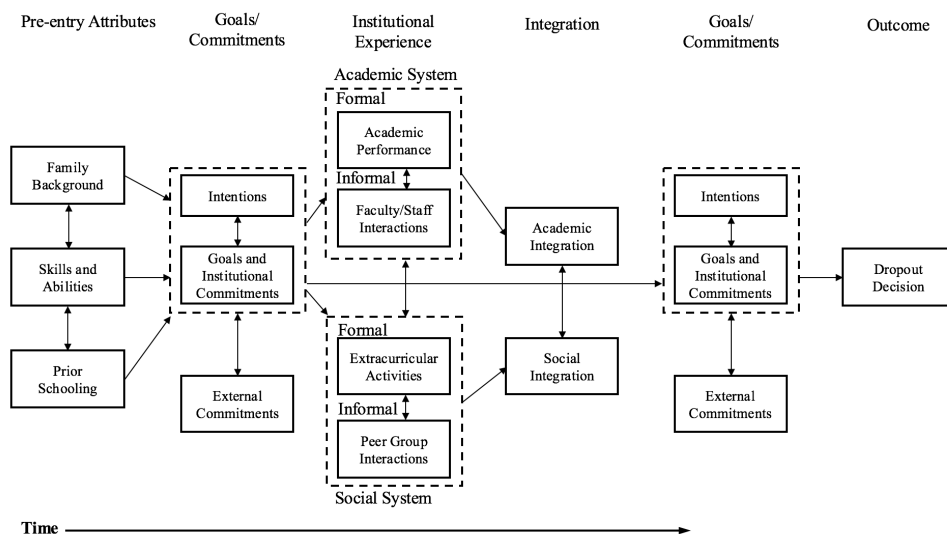 Pre-entry Attributes
Goals/
Commitments
Institutional
Experience
Integration
Goals/
Commitments
Outcome
Academic System
Formal
Academic
Performance
Informal
Faculty/Staff
Interactions
Family
Background
Skills and
Abilities
Prior
Schooling
Intentions
Goals and
Institutional
Commitments
External
Commitments
Formal
Extracurricular
Activities
Informal
Peer Group
Interactions
Social System
Academic
Integration
Social
Integration
Intentions
Goals and
Institutional
Commitments
External
Commitments
Dropout
Decision
Time